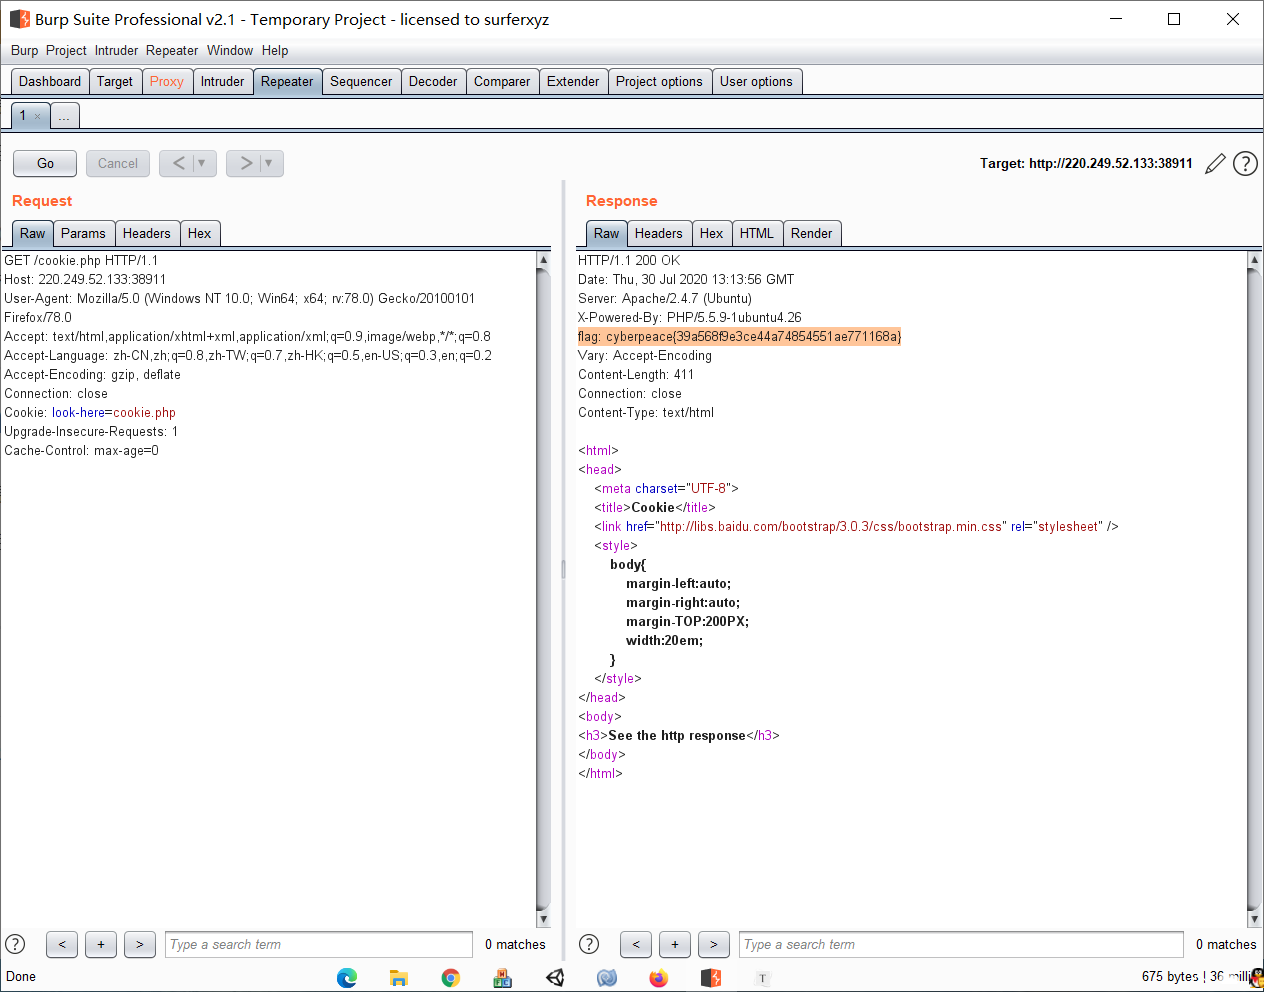 Burp Suite Professional v2.1 - Temporary Project - licensed to surferxyz
Burp Project Intruder Repeater Window Help
Dashboard Target Proxy Intruder Repeater Sequencer Decoder Comparer Extender Project options User options
1 × ...
Go Cancel < ▼ > ▼ Target: http://220.249.52.133:38911 ?
Request
Raw Params Headers Hex
GET /cookie.php HTTP/1.1
Host: 220.249.52.133:38911
User-Agent: Mozilla/5.0 (Windows NT 10.0; Win64; x64; rv:78.0) Gecko/20100101
Firefox/78.0
Accept: text/html,application/xhtml+xml,application/xml;q=0.9,image/webp,*/*;q=0.8
Accept-Language: zh-CN,zh;q=0.8,zh-TW;q=0.7,zh-HK;q=0.5,en-US;q=0.3,en;q=0.2
Accept-Encoding: gzip, deflate
Connection: close
Cookie: look-here=cookie.php
Upgrade-Insecure-Requests: 1
Cache-Control: max-age=0
? < + > Type a search term 0 matches
Response
Raw Headers Hex HTML Render
HTTP/1.1 200 OK
Date: Thu, 30 Jul 2020 13:13:56 GMT
Server: Apache/2.4.7 (Ubuntu)
X-Powered-By: PHP/5.5.9-1ubuntu4.26
flag: cyberpeace{39a568f9e3ce44a74854551ae771168a}
Vary: Accept-Encoding
Content-Length: 411
Connection: close
Content-Type: text/html
<html>
<head>
<meta charset="UTF-8">
<title>Cookie</title>
<link href="http://libs.baidu.com/bootstrap/3.0.3/css/bootstrap.min.css" rel="stylesheet" />
<style>
body{
margin-left:auto;
margin-right:auto;
margin-TOP:200PX;
width:20em;
}
</style>
</head>
<body>
<h3>See the http response</h3>
</body>
</html>
? < + > Type a search term 0 matches
Done
675 bytes | 36